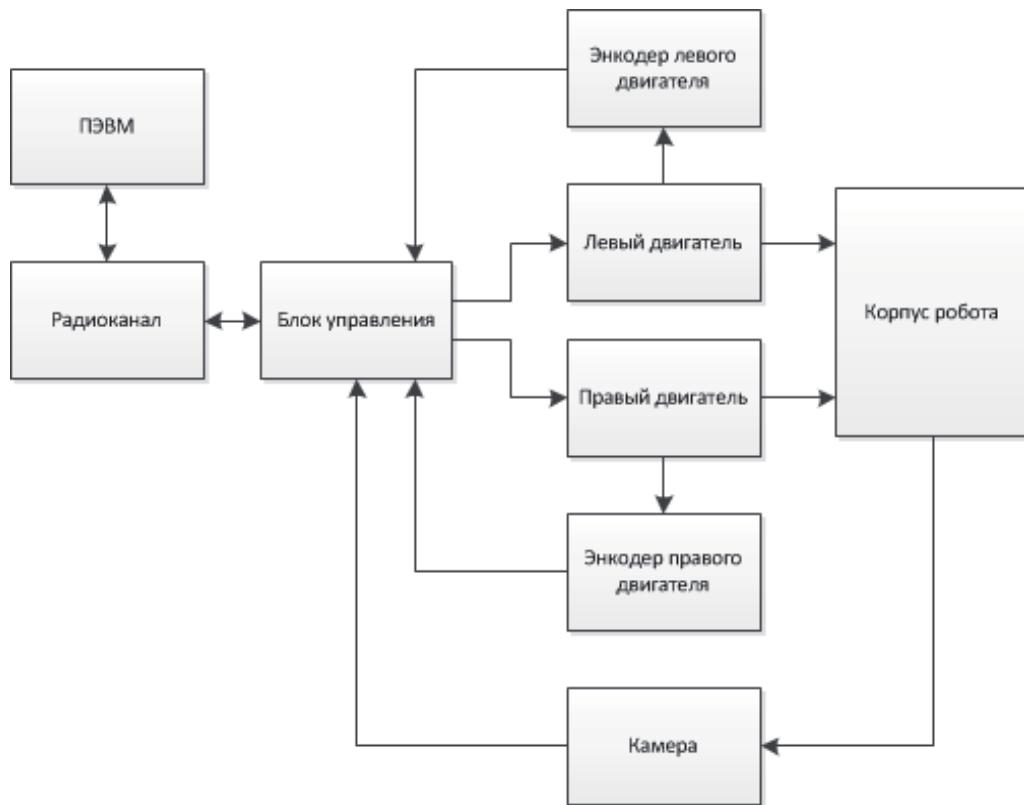 Энкодер левого
двигателя
ПЭВМ
Левый двигатель
Радиоканал
Блок управления
Корпус робота
Правый двигатель
Энкодер правого
двигателя
Камера